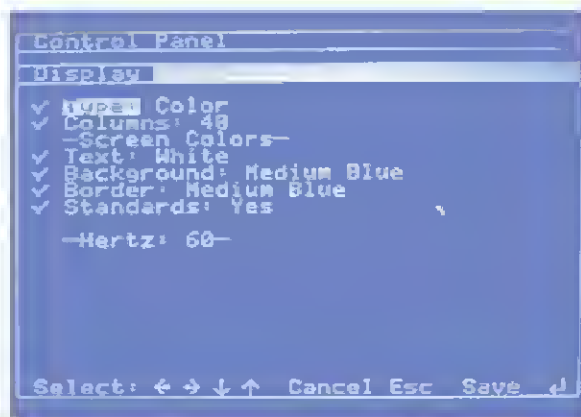 Control Panel
Display
✓ Type: Color
✓ Columns: 40
—Screen Colors—
✓ Text: White
✓ Background: Medium Blue
✓ Border: Medium Blue
✓ Standards: Yes
—Hertz: 60—
Select: ← → ↓ ↑ Cancel Esc Save ↵